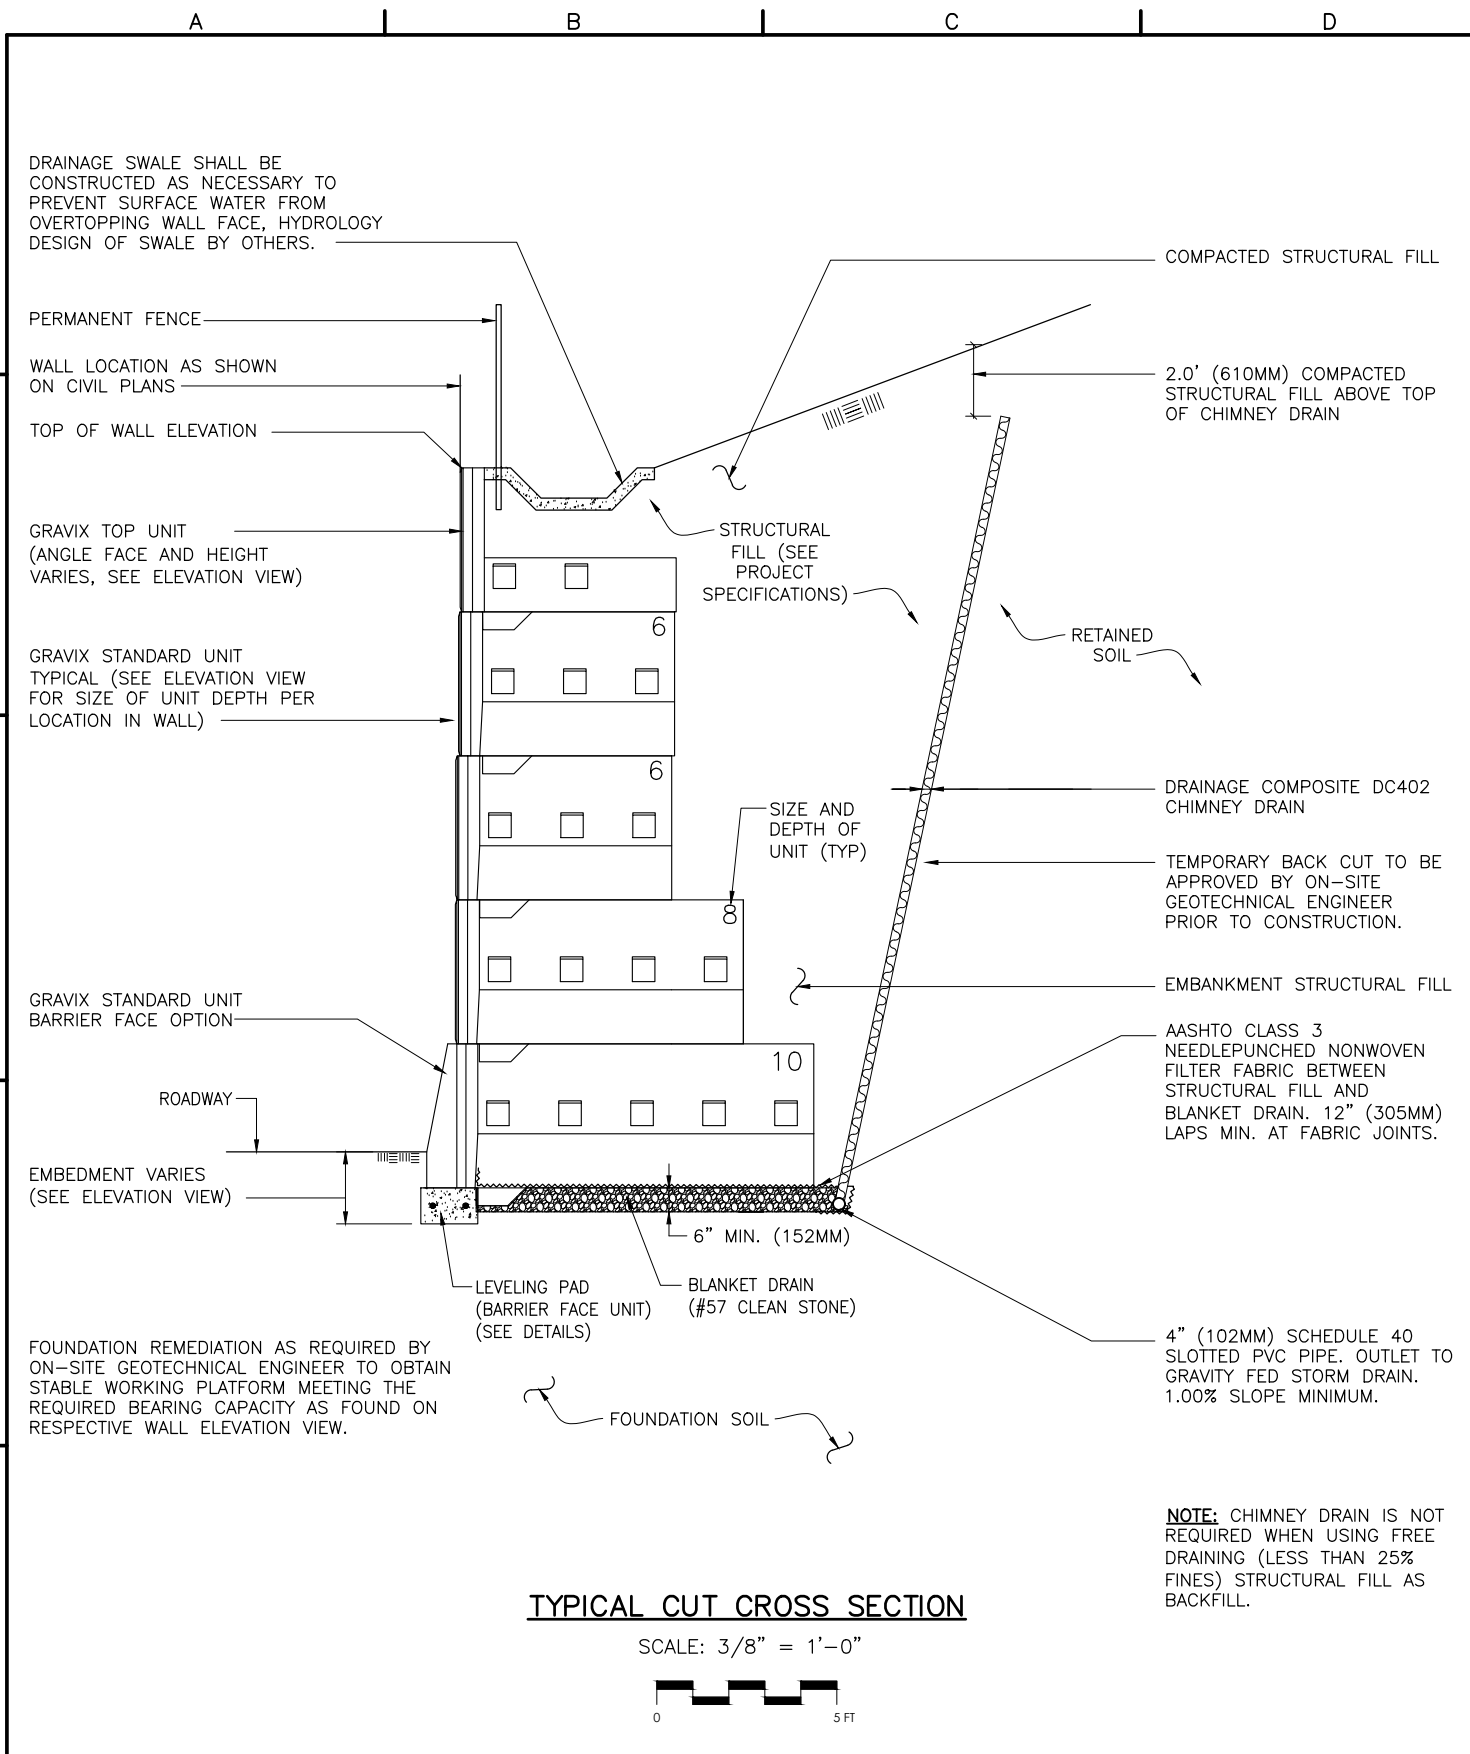 A
B
C
D
DRAINAGE SWALE SHALL BE
CONSTRUCTED AS NECESSARY TO
PREVENT SURFACE WATER FROM
OVERTOPPING WALL FACE, HYDROLOGY
DESIGN OF SWALE BY OTHERS.
PERMANENT FENCE
WALL LOCATION AS SHOWN
ON CIVIL PLANS
TOP OF WALL ELEVATION
GRAVIX TOP UNIT
(ANGLE FACE AND HEIGHT
VARIES, SEE ELEVATION VIEW)
GRAVIX STANDARD UNIT
TYPICAL (SEE ELEVATION VIEW
FOR SIZE OF UNIT DEPTH PER
LOCATION IN WALL)
GRAVIX STANDARD UNIT
BARRIER FACE OPTION
ROADWAY
EMBEDMENT VARIES
(SEE ELEVATION VIEW)
FOUNDATION REMEDIATION AS REQUIRED BY
ON-SITE GEOTECHNICAL ENGINEER TO OBTAIN
STABLE WORKING PLATFORM MEETING THE
REQUIRED BEARING CAPACITY AS FOUND ON
RESPECTIVE WALL ELEVATION VIEW.
STRUCTURAL
FILL (SEE
PROJECT
SPECIFICATIONS)
6
6
8
10
SIZE AND
DEPTH OF
UNIT (TYP)
RETAINED
SOIL
6" MIN. (152MM)
LEVELING PAD
(BARRIER FACE UNIT)
(SEE DETAILS)
BLANKET DRAIN
(#57 CLEAN STONE)
FOUNDATION SOIL
COMPACTED STRUCTURAL FILL
2.0' (610MM) COMPACTED
STRUCTURAL FILL ABOVE TOP
OF CHIMNEY DRAIN
DRAINAGE COMPOSITE DC402
CHIMNEY DRAIN
TEMPORARY BACK CUT TO BE
APPROVED BY ON-SITE
GEOTECHNICAL ENGINEER
PRIOR TO CONSTRUCTION.
EMBANKMENT STRUCTURAL FILL
AASHTO CLASS 3
NEEDLEPUNCHED NONWOVEN
FILTER FABRIC BETWEEN
STRUCTURAL FILL AND
BLANKET DRAIN. 12" (305MM)
LAPS MIN. AT FABRIC JOINTS.
4" (102MM) SCHEDULE 40
SLOTTED PVC PIPE. OUTLET TO
GRAVITY FED STORM DRAIN.
1.00% SLOPE MINIMUM.
NOTE: CHIMNEY DRAIN IS NOT
REQUIRED WHEN USING FREE
DRAINING (LESS THAN 25%
FINES) STRUCTURAL FILL AS
BACKFILL.
TYPICAL CUT CROSS SECTION
SCALE: 3/8" = 1'-0"
0
5 FT